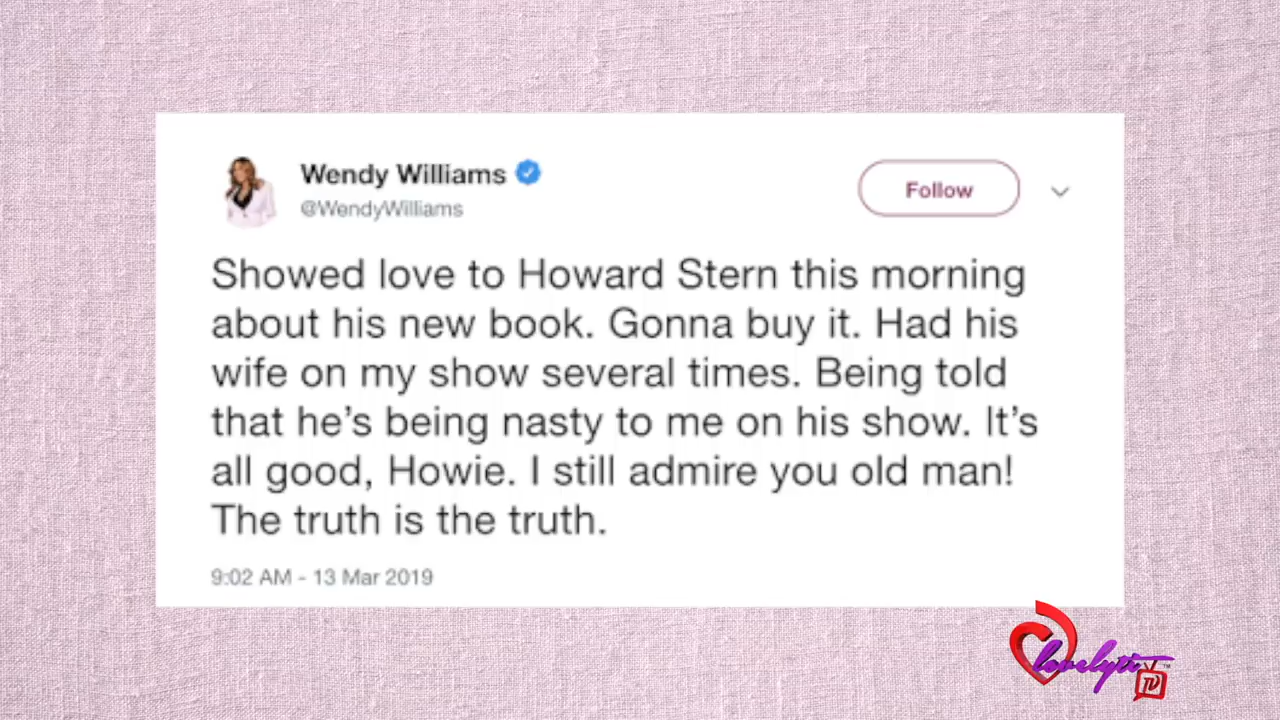 Wendy Williams
@WendyWilliams
Follow
Showed love to Howard Stern this morning
about his new book. Gonna buy it. Had his
wife on my show several times. Being told
that he’s being nasty to me on his show. It’s
all good, Howie. I still admire you old man!
The truth is the truth.
9:02 AM - 13 Mar 2019
lovelyti
TV